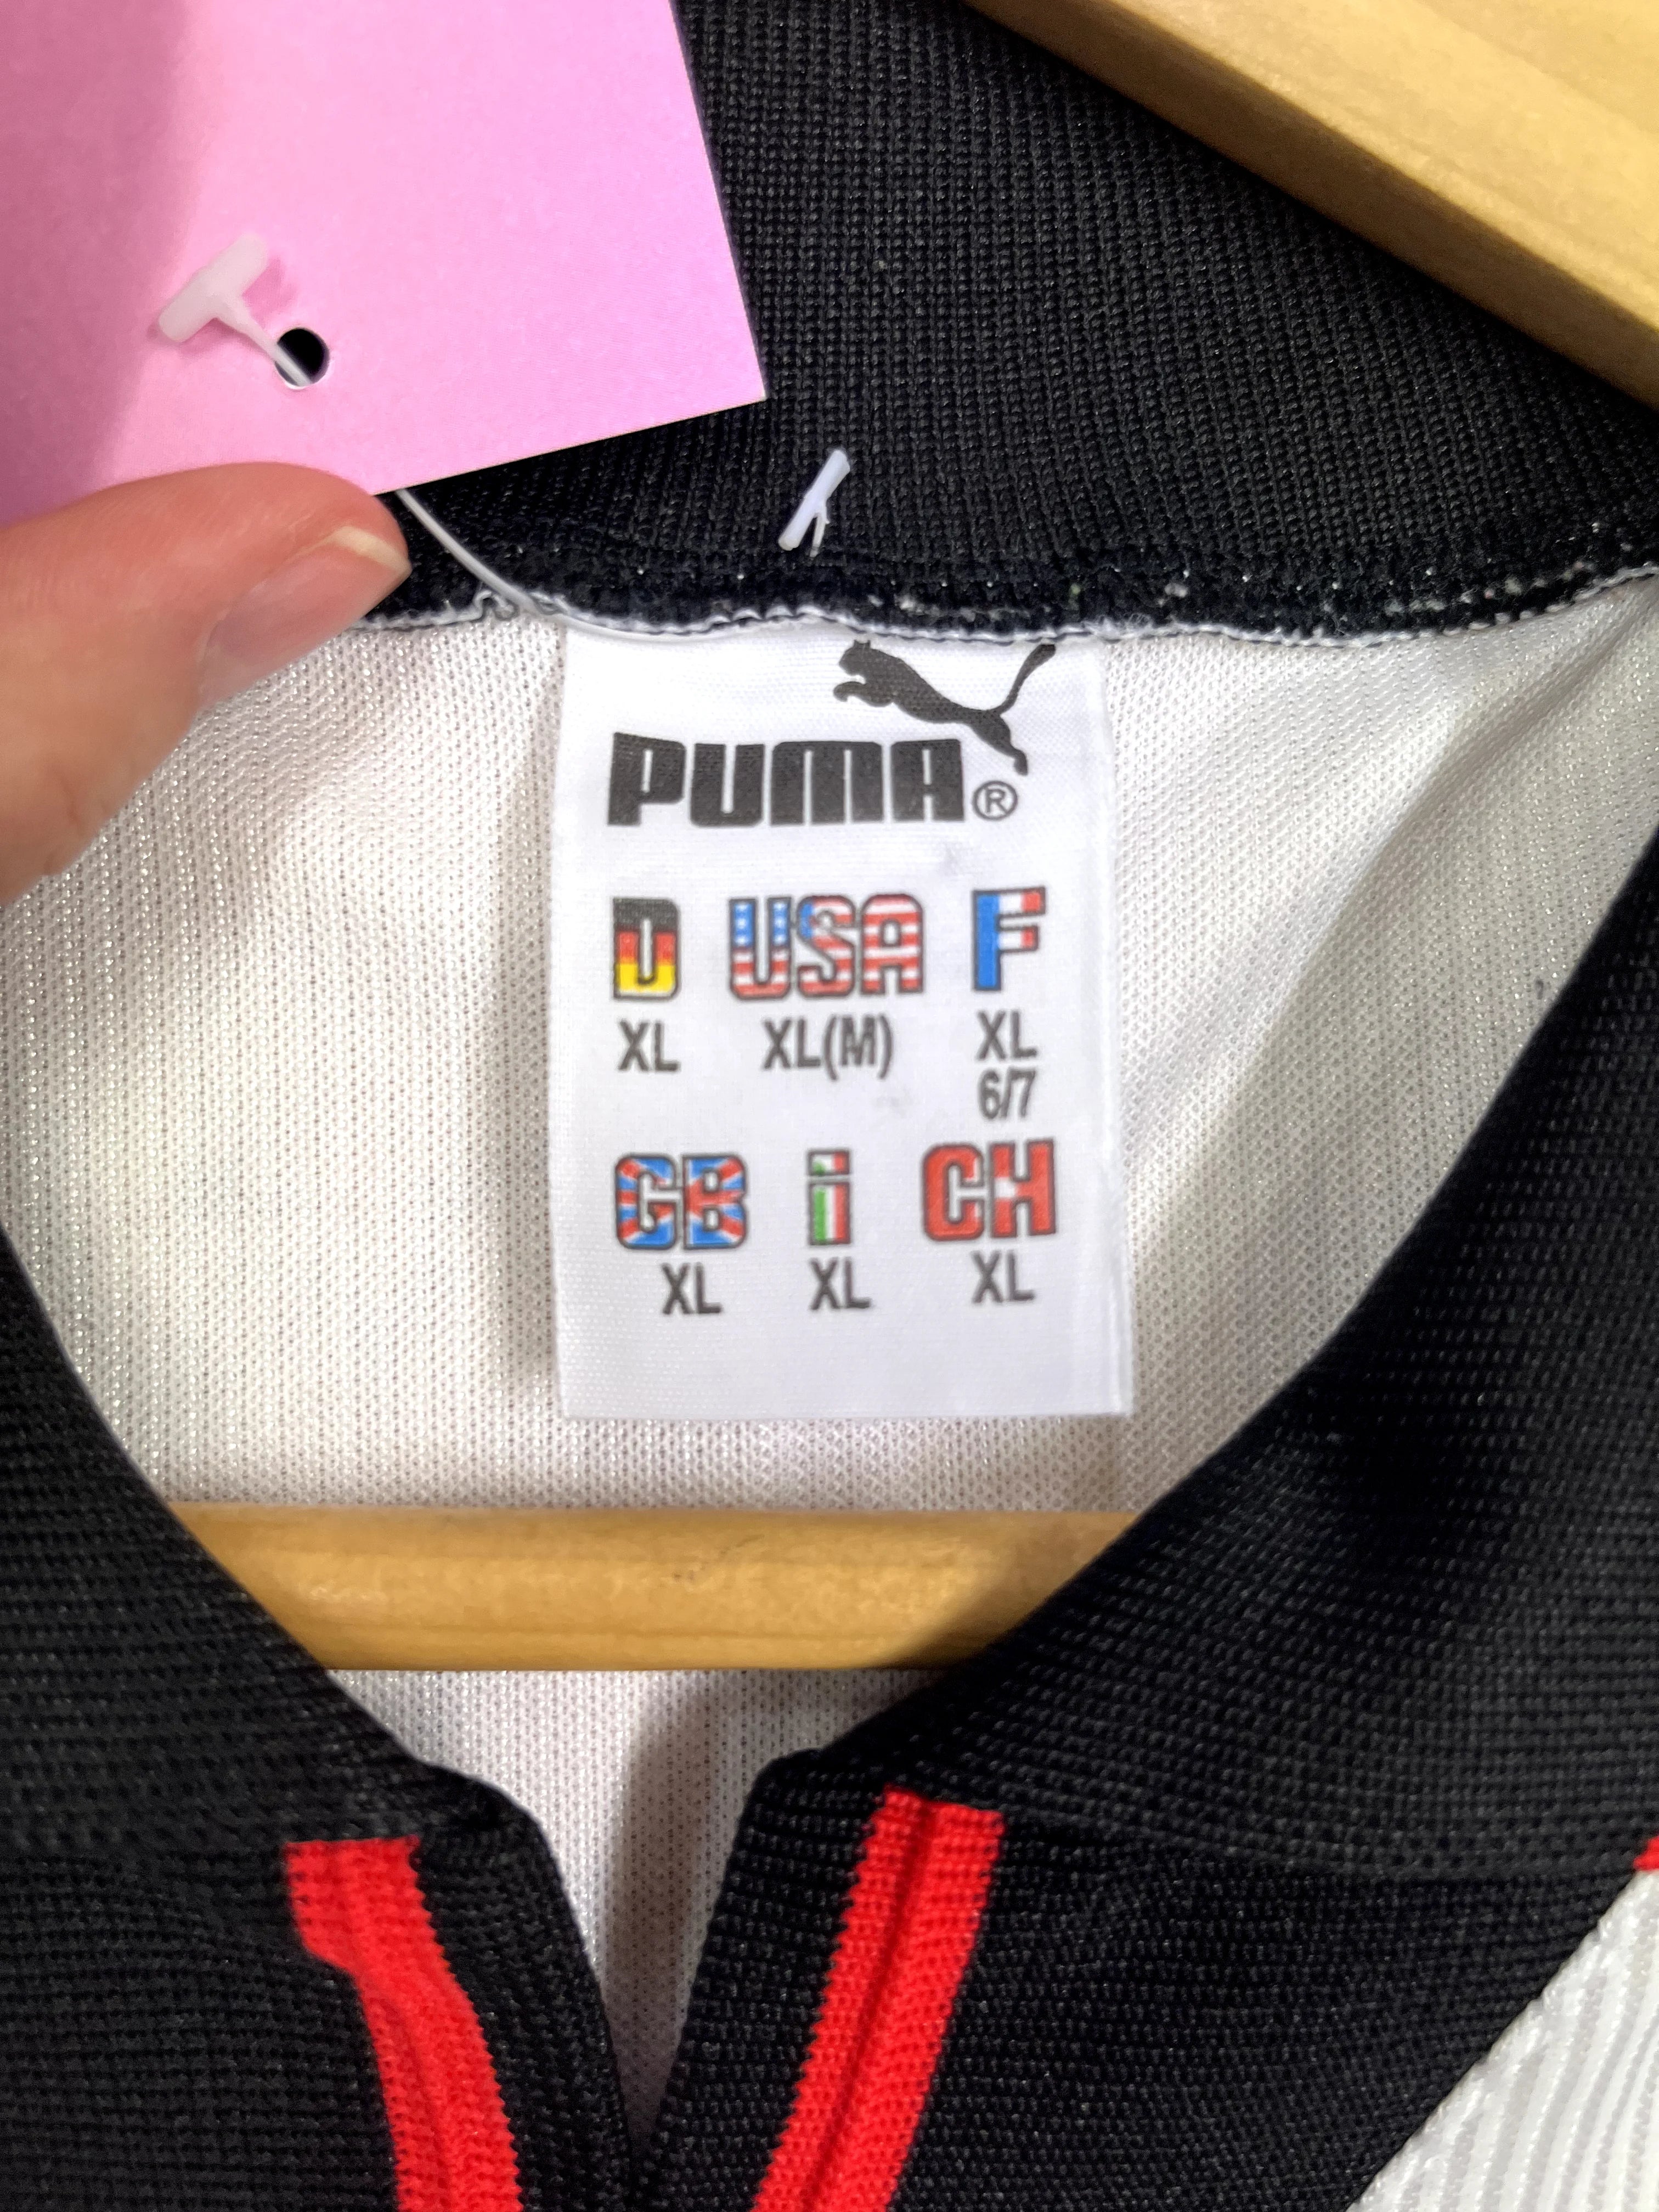 PUMA®
D USA F
XL XL(M) XL
6/7
GB i CH
XL XL XL